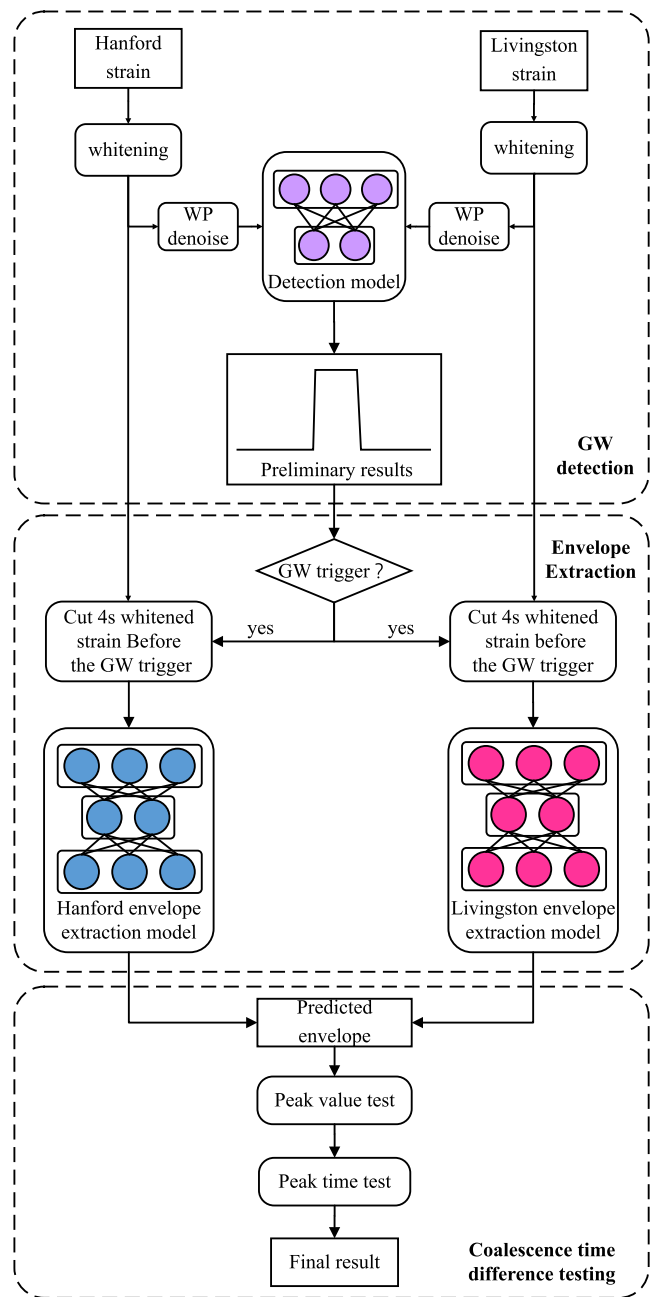 Hanford
strain
Livingston
strain
whitening
whitening
WP
denoise
WP
denoise
Detection model
Preliminary results
GW
detection
GW trigger ?
Envelope
Extraction
yes
yes
Cut 4s whitened
strain Before
the GW trigger
Cut 4s whitened
strain before
the GW trigger
Hanford envelope
extraction model
Livingston envelope
extraction model
Predicted
envelope
Peak value test
Peak time test
Final result
Coalescence time
difference testing